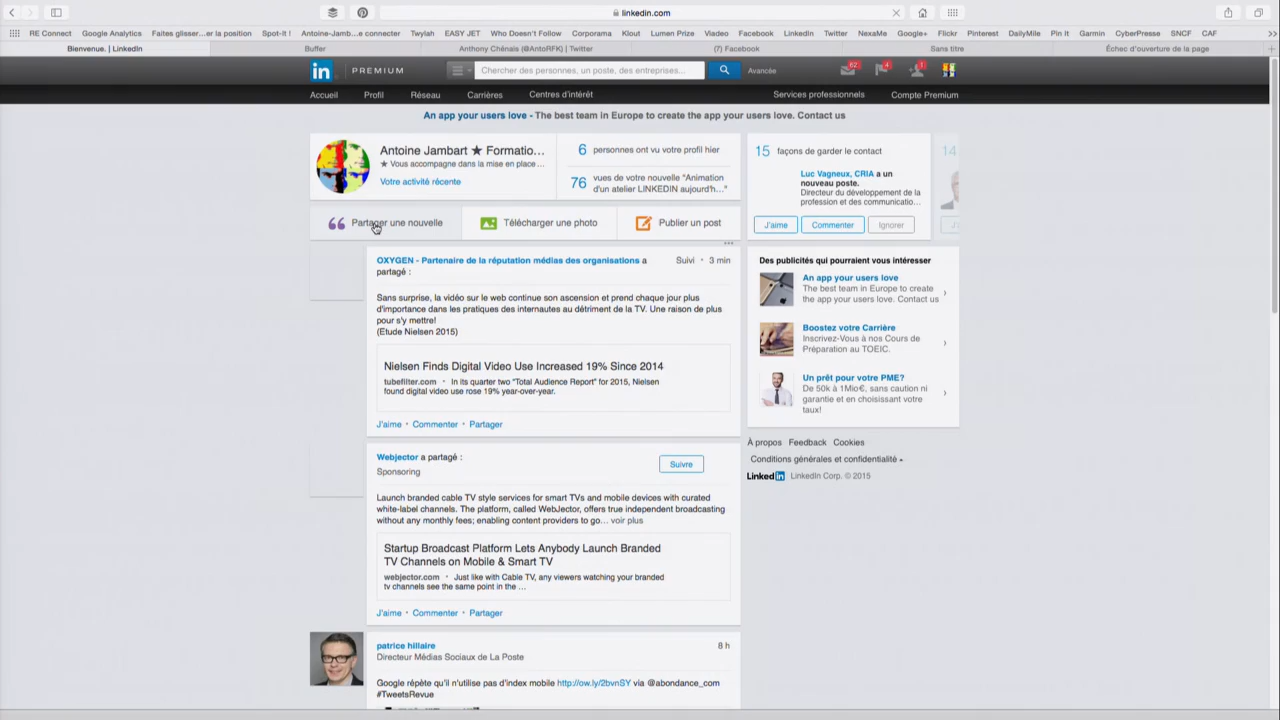 linkedin.com
RE Connect Google Analytics Faites glisser...er la position Spot-It ! Antoine-Jamb...e connecter Twylah EASY JET Who Doesn't Follow Corporama Klout Lumen Prize Viadeo Facebook LinkedIn Twitter NexaMe Google+ Flickr Pinterest DailyMile Pin It Garmin CyberPresse SNCF CAF
Bienvenue. | LinkedIn Buffer Anthony Chénais (@AntoRFK) | Twitter (7) Facebook Sans titre Échec d'ouverture de la page
in PREMIUM Chercher des personnes, un poste, des entreprises... Avancée 62 4 1
Accueil Profil Réseau Carrières Centres d'intérêt Services professionnels Compte Premium
An app your users love - The best team in Europe to create the app your users love. Contact us
Antoine Jambart ★ Formatio...
★ Vous accompagne dans la mise en place ...
Votre activité récente
6 personnes ont vu votre profil hier
76 vues de votre nouvelle "Animation
d'un atelier LINKEDIN aujourd'h..."
15 façons de garder le contact
14
Luc Vagneux, CRIA a un
nouveau poste.
Directeur du développement de la
profession et des communicatio...
J'aime Commenter Ignorer
Partager une nouvelle Télécharger une photo Publier un post
OXYGEN - Partenaire de la réputation médias des organisations a
partagé :
Suivi • 3 min
Sans surprise, la vidéo sur le web continue son ascension et prend chaque jour plus
d'importance dans les pratiques des internautes au détriment de la TV. Une raison de plus
pour s'y mettre!
(Etude Nielsen 2015)
Nielsen Finds Digital Video Use Increased 19% Since 2014
tubefilter.com • In its quarter two "Total Audience Report" for 2015, Nielsen
found digital video use rose 19% year-over-year.
J'aime • Commenter • Partager
Webjector a partagé :
Sponsoring
Suivre
Launch branded cable TV style services for smart TVs and mobile devices with curated
white-label channels. The platform, called WebJector, offers true independent broadcasting
without any monthly fees; enabling content providers to go... voir plus
Startup Broadcast Platform Lets Anybody Launch Branded
TV Channels on Mobile & Smart TV
webjector.com • Just like with Cable TV, any viewers watching your branded
tv channels see the same point in the ...
J'aime • Commenter • Partager
patrice hillaire
Directeur Médias Sociaux de La Poste
8 h
Google répète qu'il n'utilise pas d'index mobile http://ow.ly/2bvnSY via @abondance_com
#TweetsRevue
Des publicités qui pourraient vous intéresser
An app your users love
The best team in Europe to create
the app your users love. Contact us
Boostez votre Carrière
Inscrivez-Vous à nos Cours de
Préparation au TOEIC.
Un prêt pour votre PME?
De 50k à 1Mio€, sans caution ni
garantie et en choisissant votre
taux!
À propos Feedback Cookies
Conditions générales et confidentialité
LinkedIn LinkedIn Corp. © 2015